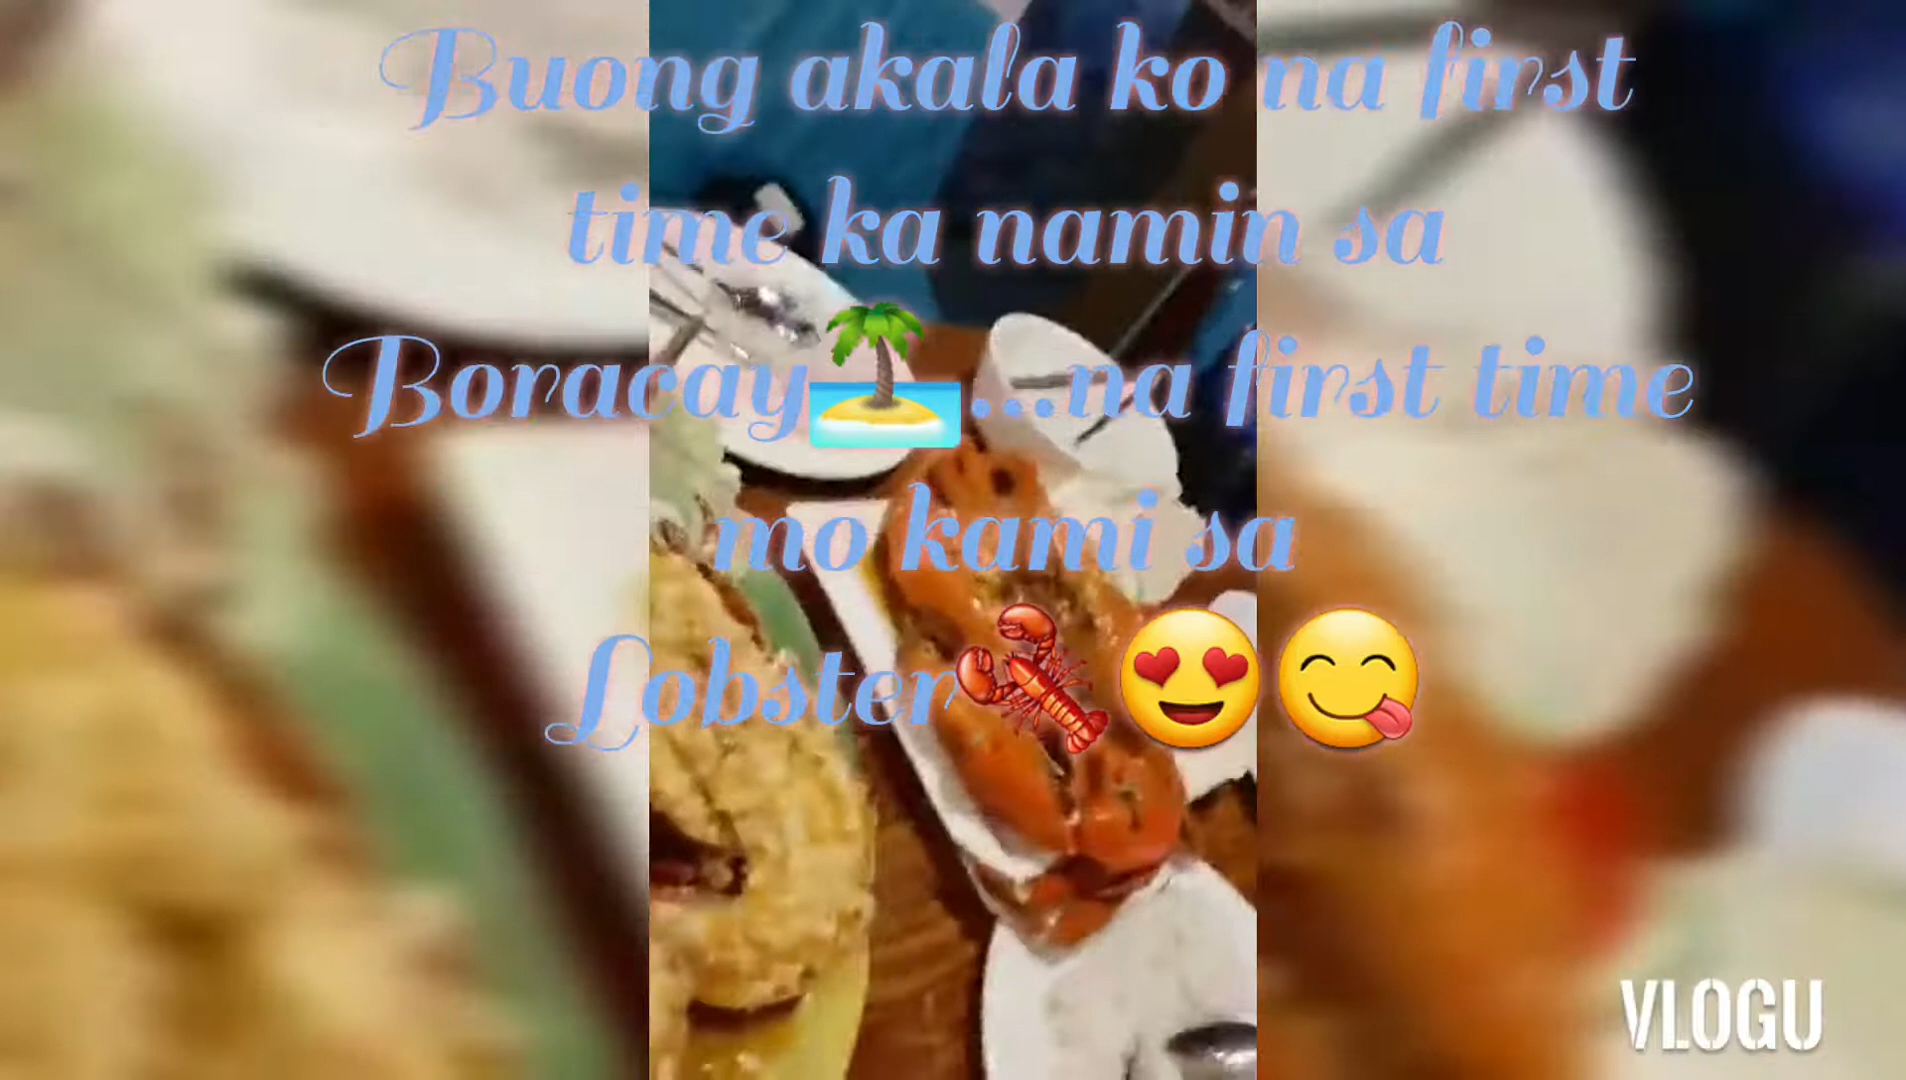 Buong akala ko na first
time ka namin sa
Boracay🏝️...na first time
mo kami sa
Lobster🦞😍😋
VLOGU